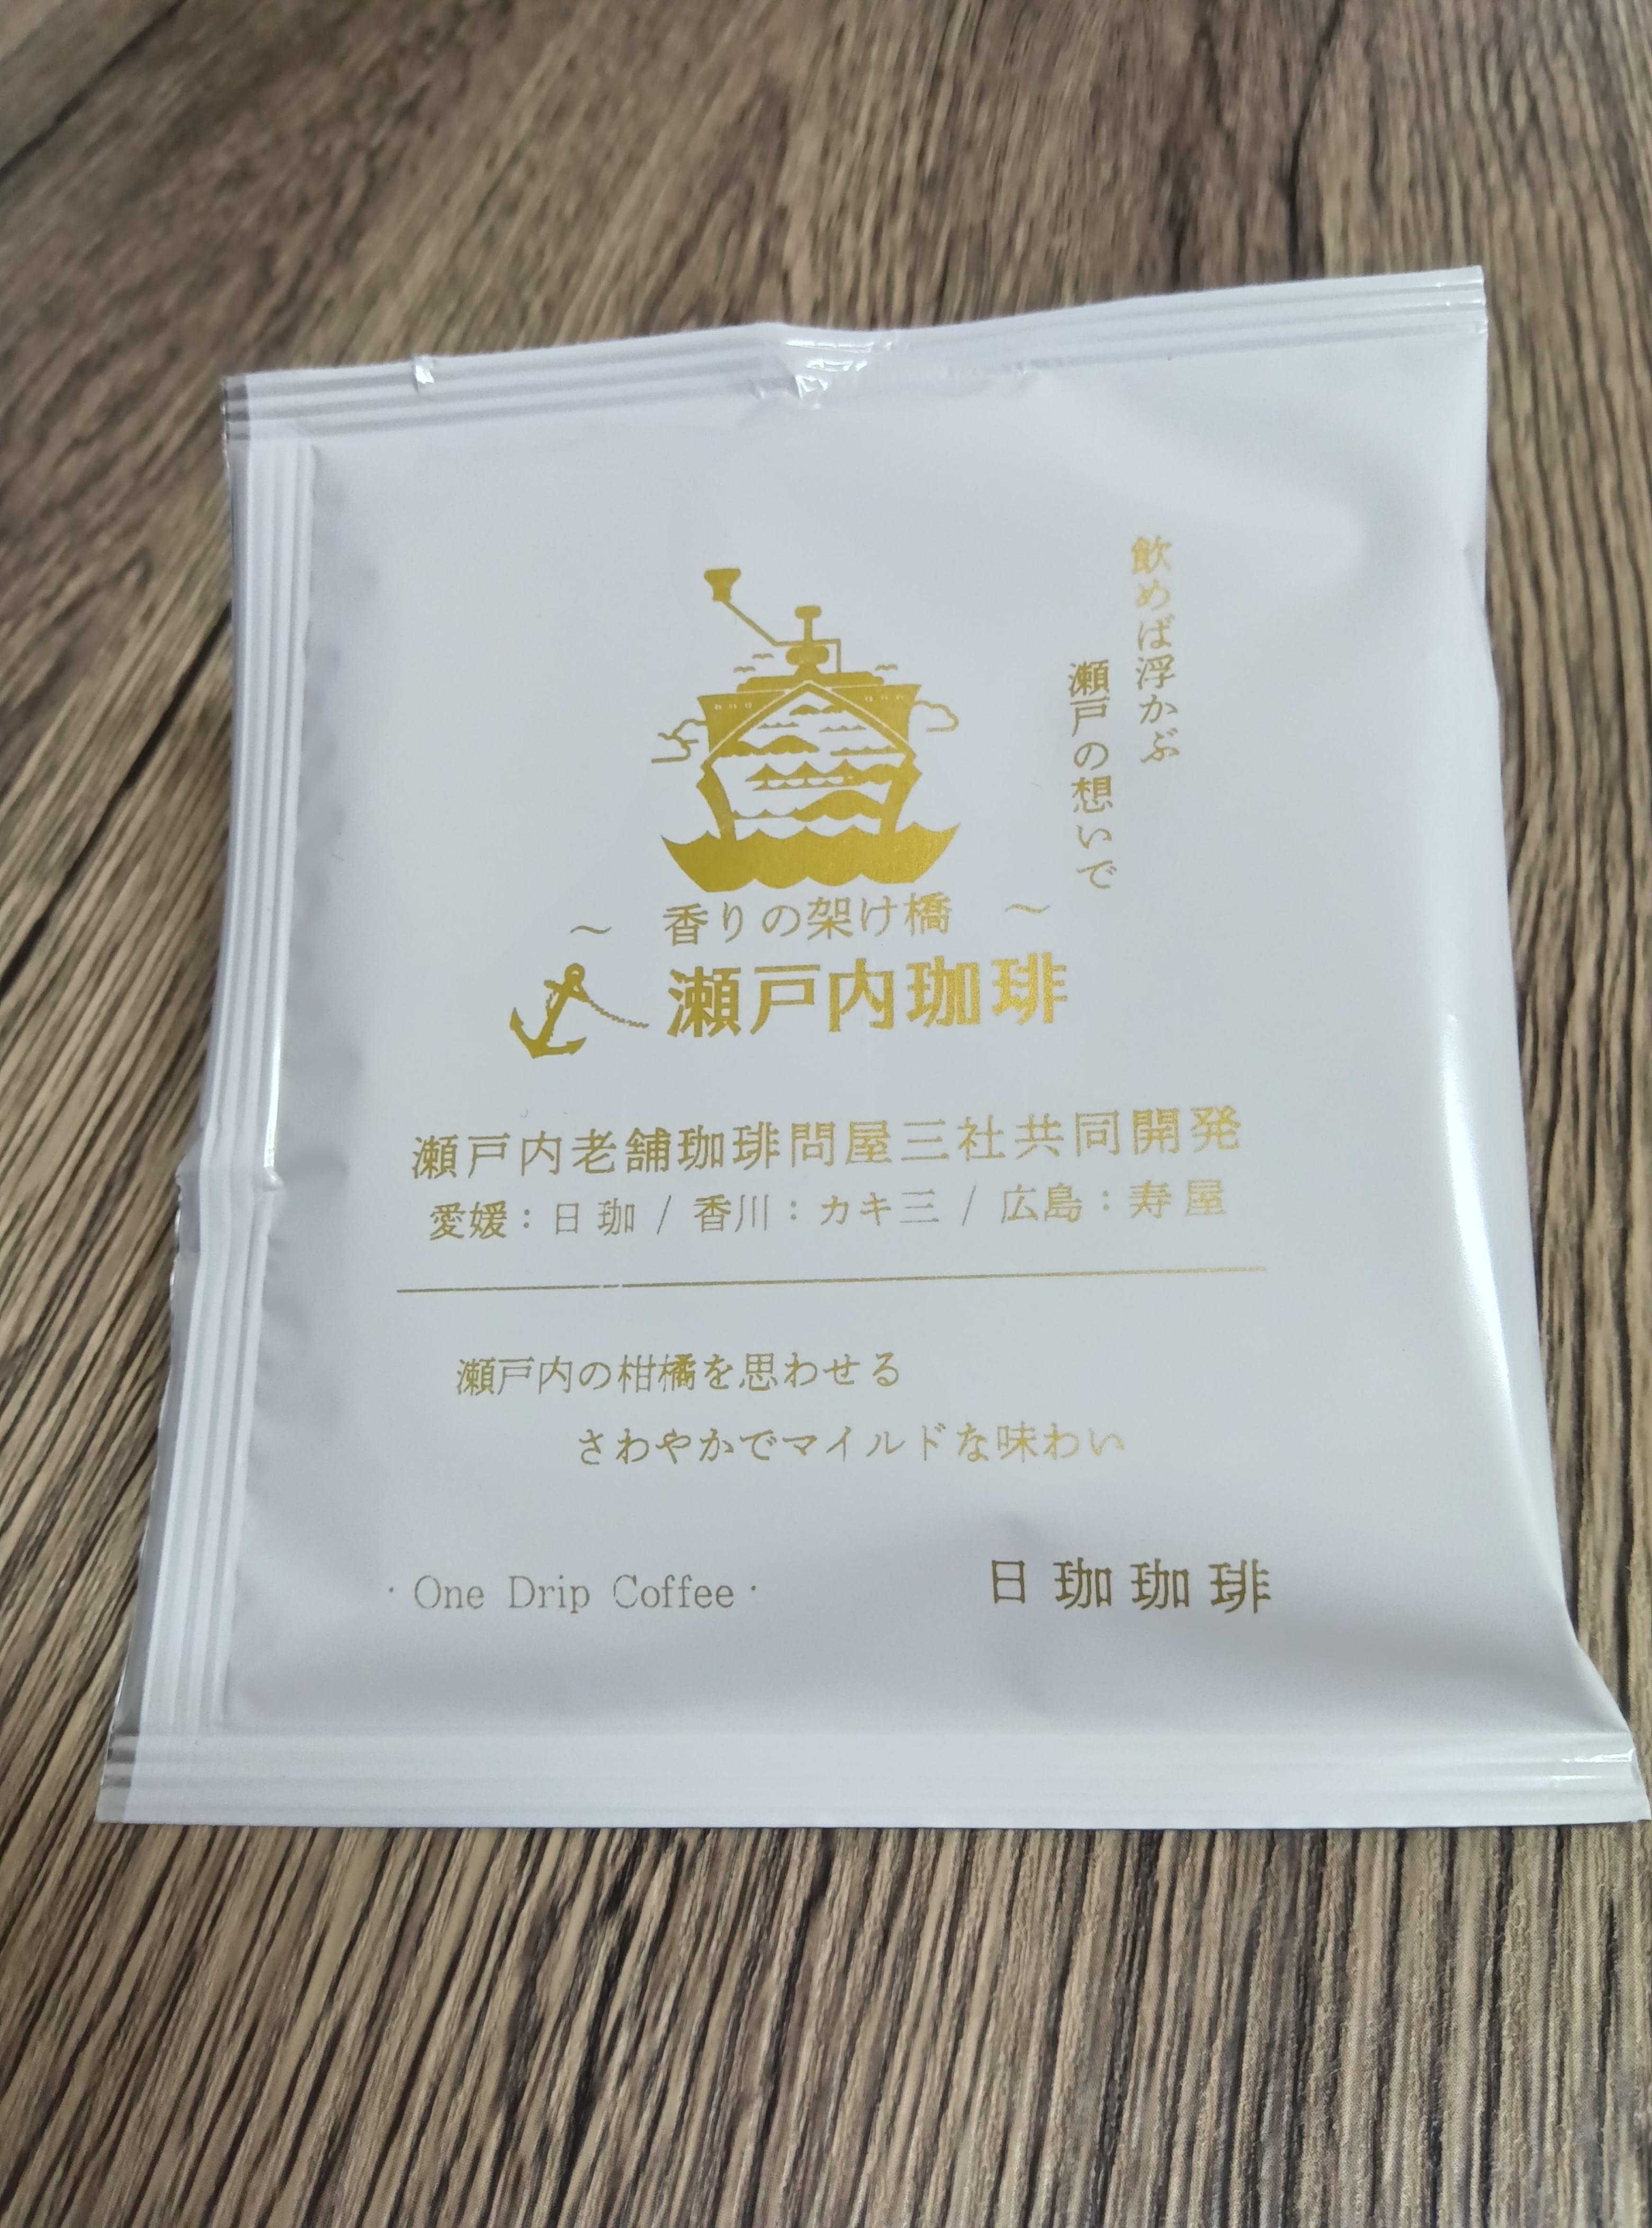 飲めば浮かぶ
瀬戸の想いで
～ 香りの架け橋 ～
瀬戸内珈琲
瀬戸内老舗珈琲問屋三社共同開発
愛媛：日珈 / 香川：カキ三 / 広島：寿屋
瀬戸内の柑橘を思わせる
さわやかでマイルドな味わい
・One Drip Coffee・
日珈珈琲